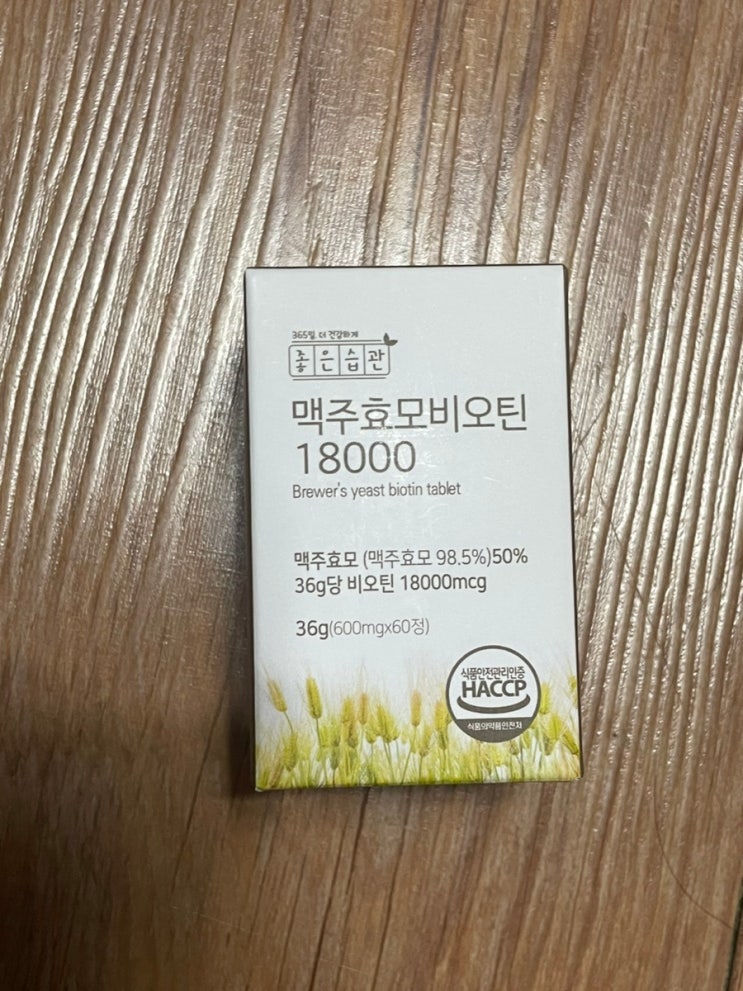 365일, 더 건강하게
좋은습관
맥주효모비오틴
18000
Brewer's yeast biotin tablet
맥주효모 (맥주효모 98.5%)50%
36g당 비오틴 18000mcg
36g(600mgx60정)
식품안전관리인증
HACCP
식품의약품안전처